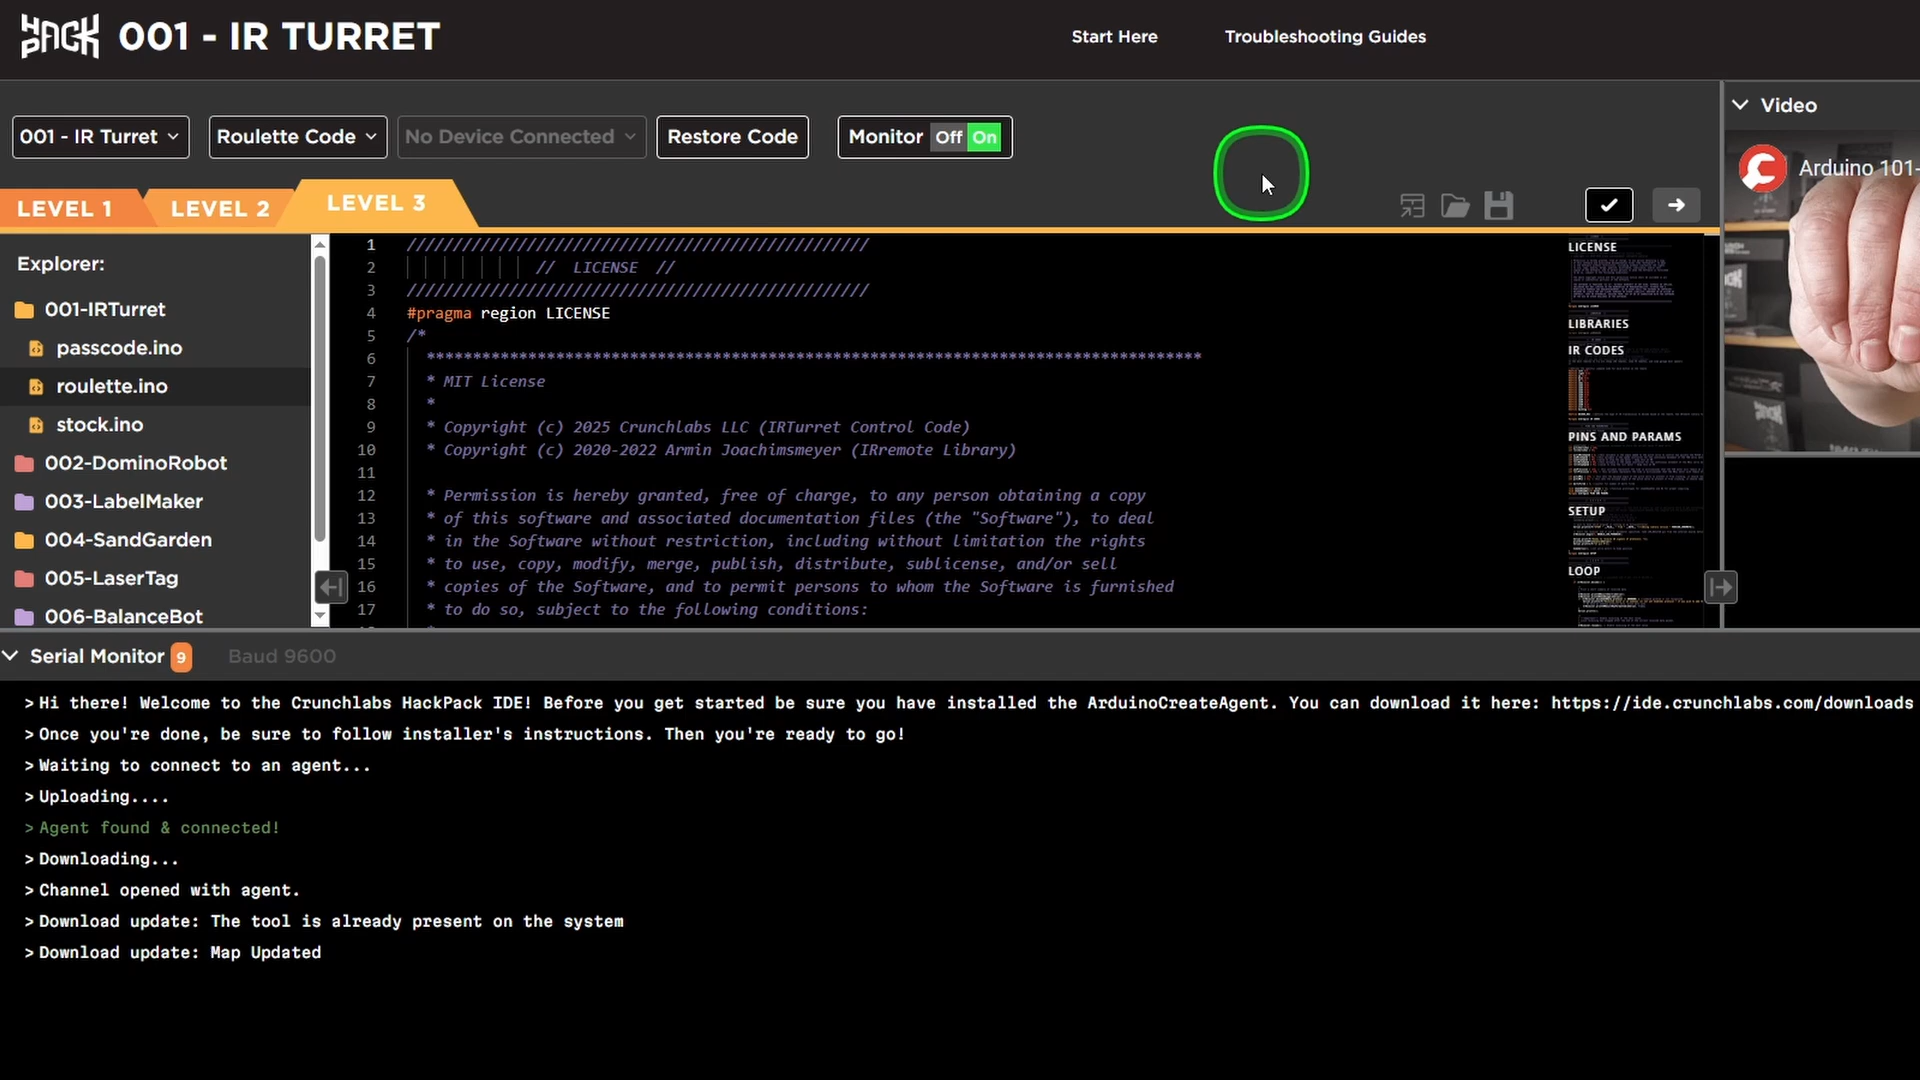 HACK PACK 001 - IR TURRET
Start Here
Troubleshooting Guides
Video
001 - IR Turret
Roulette Code
No Device Connected
Restore Code
Monitor Off On
Arduino 101-
LEVEL 1
LEVEL 2
LEVEL 3
Explorer:
001-IRTurret
passcode.ino
roulette.ino
stock.ino
002-DominoRobot
003-LabelMaker
004-SandGarden
005-LaserTag
006-BalanceBot
1 //////////////////////////////////////////////////
2 // LICENSE //
3 //////////////////////////////////////////////////
4 #pragma region LICENSE
5 /*
6 ************************************************************************************
7 * MIT License
8 *
9 * Copyright (c) 2025 Crunchlabs LLC (IRTurret Control Code)
10 * Copyright (c) 2020-2022 Armin Joachimsmeyer (IRremote Library)
11
12 * Permission is hereby granted, free of charge, to any person obtaining a copy
13 * of this software and associated documentation files (the "Software"), to deal
14 * in the Software without restriction, including without limitation the rights
15 * to use, copy, modify, merge, publish, distribute, sublicense, and/or sell
16 * copies of the Software, and to permit persons to whom the Software is furnished
17 * to do so, subject to the following conditions:
LICENSE
LIBRARIES
IR CODES
PINS AND PARAMS
SETUP
LOOP
Serial Monitor 9 Baud 9600
>Hi there! Welcome to the Crunchlabs HackPack IDE! Before you get started be sure you have installed the ArduinoCreateAgent. You can download it here: https://ide.crunchlabs.com/downloads
>Once you're done, be sure to follow installer's instructions. Then you're ready to go!
>Waiting to connect to an agent...
>Uploading....
>Agent found & connected!
>Downloading...
>Channel opened with agent.
>Download update: The tool is already present on the system
>Download update: Map Updated